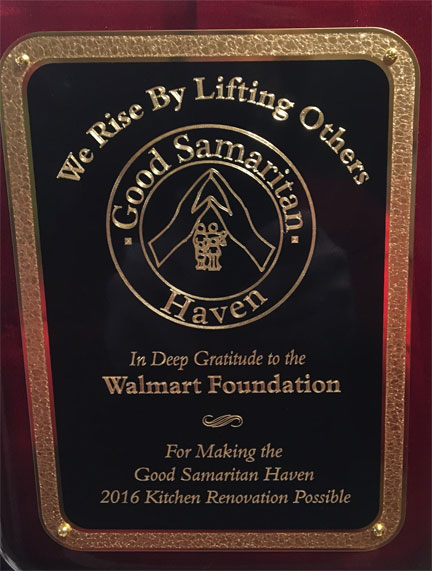 We Rise By Lifting Others
Good Samaritan
Haven
In Deep Gratitude to the
Walmart Foundation
For Making the
Good Samaritan Haven
2016 Kitchen Renovation Possible